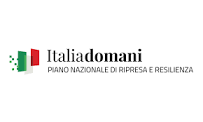 Italiadomani
PIANO NAZIONALE DI RIPRESA E RESILIENZA